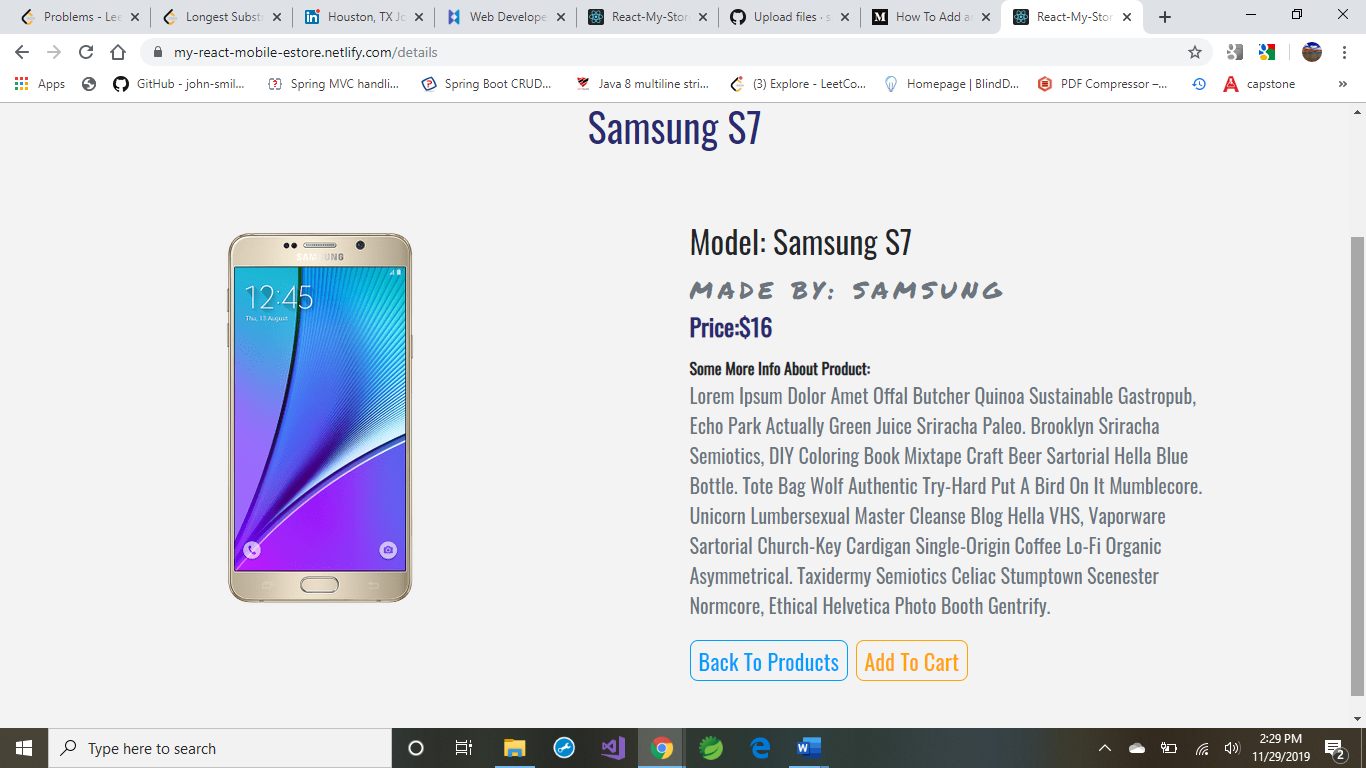 Problems - Lee
Longest Subst
Houston, TX Jo
Web Develope
React-My-Stor
Upload files · s
How To Add a
React-My-Stor
my-react-mobile-estore.netlify.com/details
Apps
GitHub - john-smil...
Spring MVC handli...
Spring Boot CRUD...
Java 8 multiline stri...
(3) Explore - LeetCo...
Homepage | BlindD...
PDF Compressor –...
capstone
»
Samsung S7
SAMSUNG
12:45
Thu, 13 August
Model: Samsung S7
MADE BY: SAMSUNG
Price:$16
Some More Info About Product:
Lorem Ipsum Dolor Amet Offal Butcher Quinoa Sustainable Gastropub,
Echo Park Actually Green Juice Sriracha Paleo. Brooklyn Sriracha
Semiotics, DIY Coloring Book Mixtape Craft Beer Sartorial Hella Blue
Bottle. Tote Bag Wolf Authentic Try-Hard Put A Bird On It Mumblecore.
Unicorn Lumbersexual Master Cleanse Blog Hella VHS, Vaporware
Sartorial Church-Key Cardigan Single-Origin Coffee Lo-Fi Organic
Asymmetrical. Taxidermy Semiotics Celiac Stumptown Scenester
Normcore, Ethical Helvetica Photo Booth Gentrify.
Back To Products
Add To Cart
Type here to search
2:29 PM
11/29/2019
2